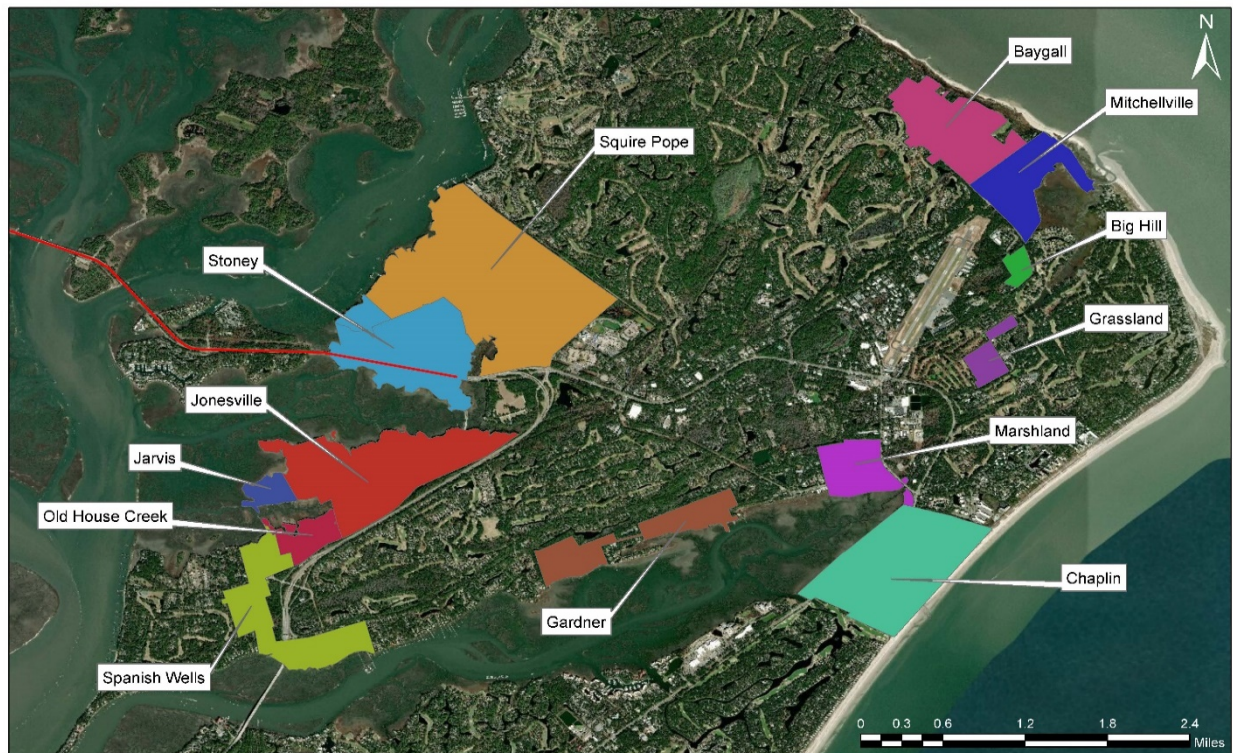 N
Baygall
Mitchellville
Squire Pope
Big Hill
Stoney
Grassland
Jonesville
Marshland
Jarvis
Old House Creek
Chaplin
Gardner
Spanish Wells
0 0.3 0.6 1.2 1.8 2.4
Miles